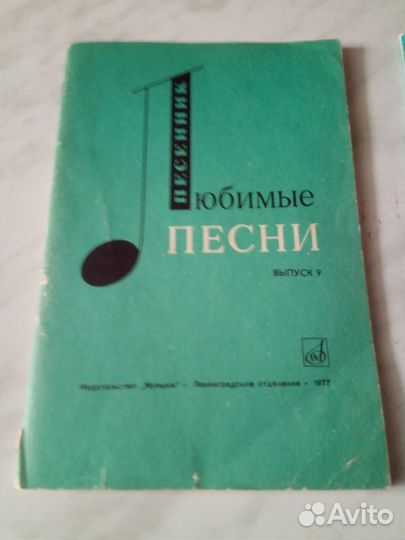 ПЕСЕННИК
Любимые
ПЕСНИ
ВЫПУСК 9
Издательство „Музыка" · Ленинградское отделение · 1977
Avito